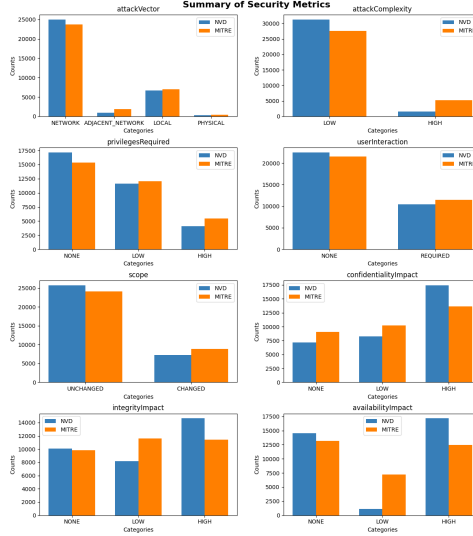 Summary of Security Metrics
attackVector
25000
20000
15000
10000
5000
0
Counts
NVD
MITRE
NETWORK ADJACENT_NETWORK LOCAL PHYSICAL
Categories
attackComplexity
30000
25000
20000
15000
10000
5000
0
Counts
NVD
MITRE
LOW HIGH
Categories
privilegesRequired
17500
15000
12500
10000
7500
5000
2500
0
Counts
NVD
MITRE
NONE LOW HIGH
Categories
userInteraction
20000
15000
10000
5000
0
Counts
NVD
MITRE
NONE REQUIRED
Categories
scope
25000
20000
15000
10000
5000
0
Counts
NVD
MITRE
UNCHANGED CHANGED
Categories
confidentialityImpact
17500
15000
12500
10000
7500
5000
2500
0
Counts
NVD
MITRE
NONE LOW HIGH
Categories
integrityImpact
14000
12000
10000
8000
6000
4000
2000
0
Counts
NVD
MITRE
NONE LOW HIGH
Categories
availabilityImpact
17500
15000
12500
10000
7500
5000
2500
0
Counts
NVD
MITRE
NONE LOW HIGH
Categories